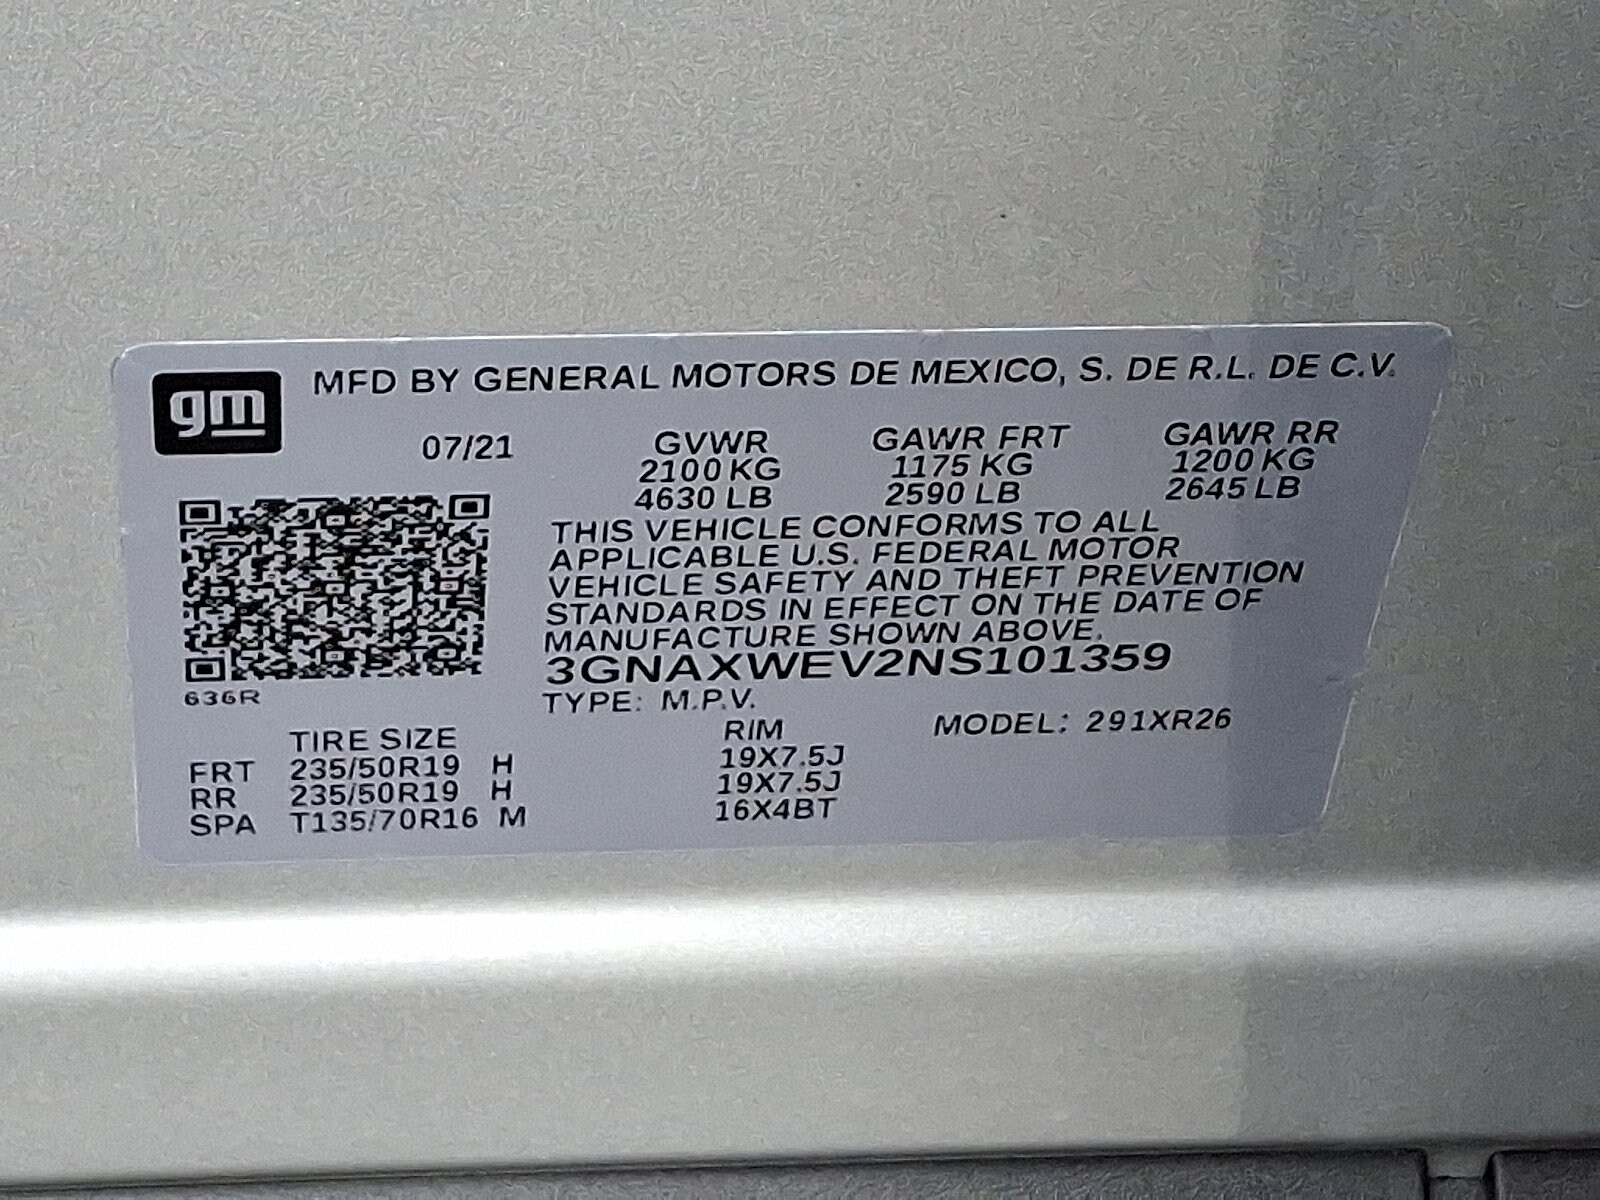 gm
MFD BY GENERAL MOTORS DE MEXICO, S. DE R.L. DE C.V.
07/21 GVWR GAWR FRT GAWR RR
2100 KG 1175 KG 1200 KG
4630 LB 2590 LB 2645 LB
THIS VEHICLE CONFORMS TO ALL
APPLICABLE U.S. FEDERAL MOTOR
VEHICLE SAFETY AND THEFT PREVENTION
STANDARDS IN EFFECT ON THE DATE OF
MANUFACTURE SHOWN ABOVE.
3GNAXWEV2NS101359
636R
TYPE: M.P.V.
TIRE SIZE RIM MODEL: 291XR26
FRT 235/50R19 H 19X7.5J
RR 235/50R19 H 19X7.5J
SPA T135/70R16 M 16X4BT